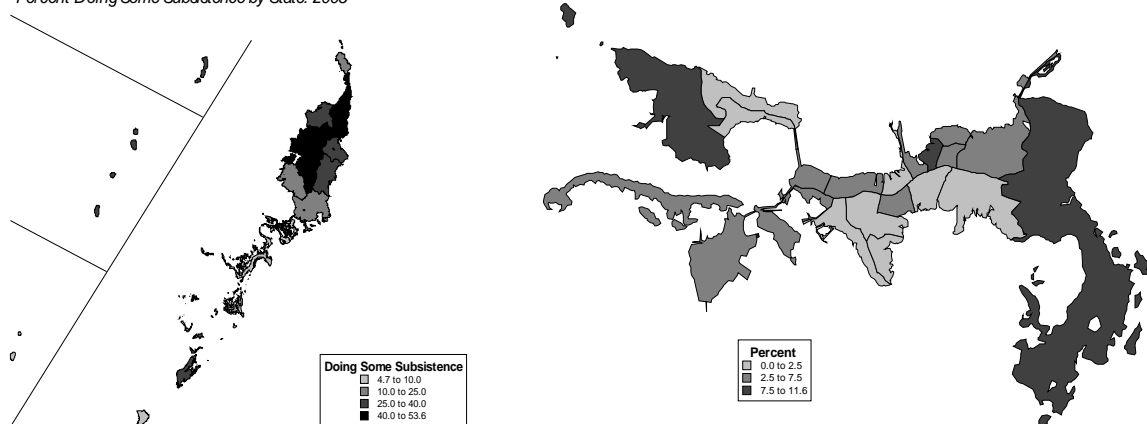 Percent Doing Some Subsistence by State: 2005
Doing Some Subsistence
4.7 to 10.0
10.0 to 25.0
25.0 to 40.0
40.0 to 53.6
Percent
0.0 to 2.5
2.5 to 7.5
7.5 to 11.6